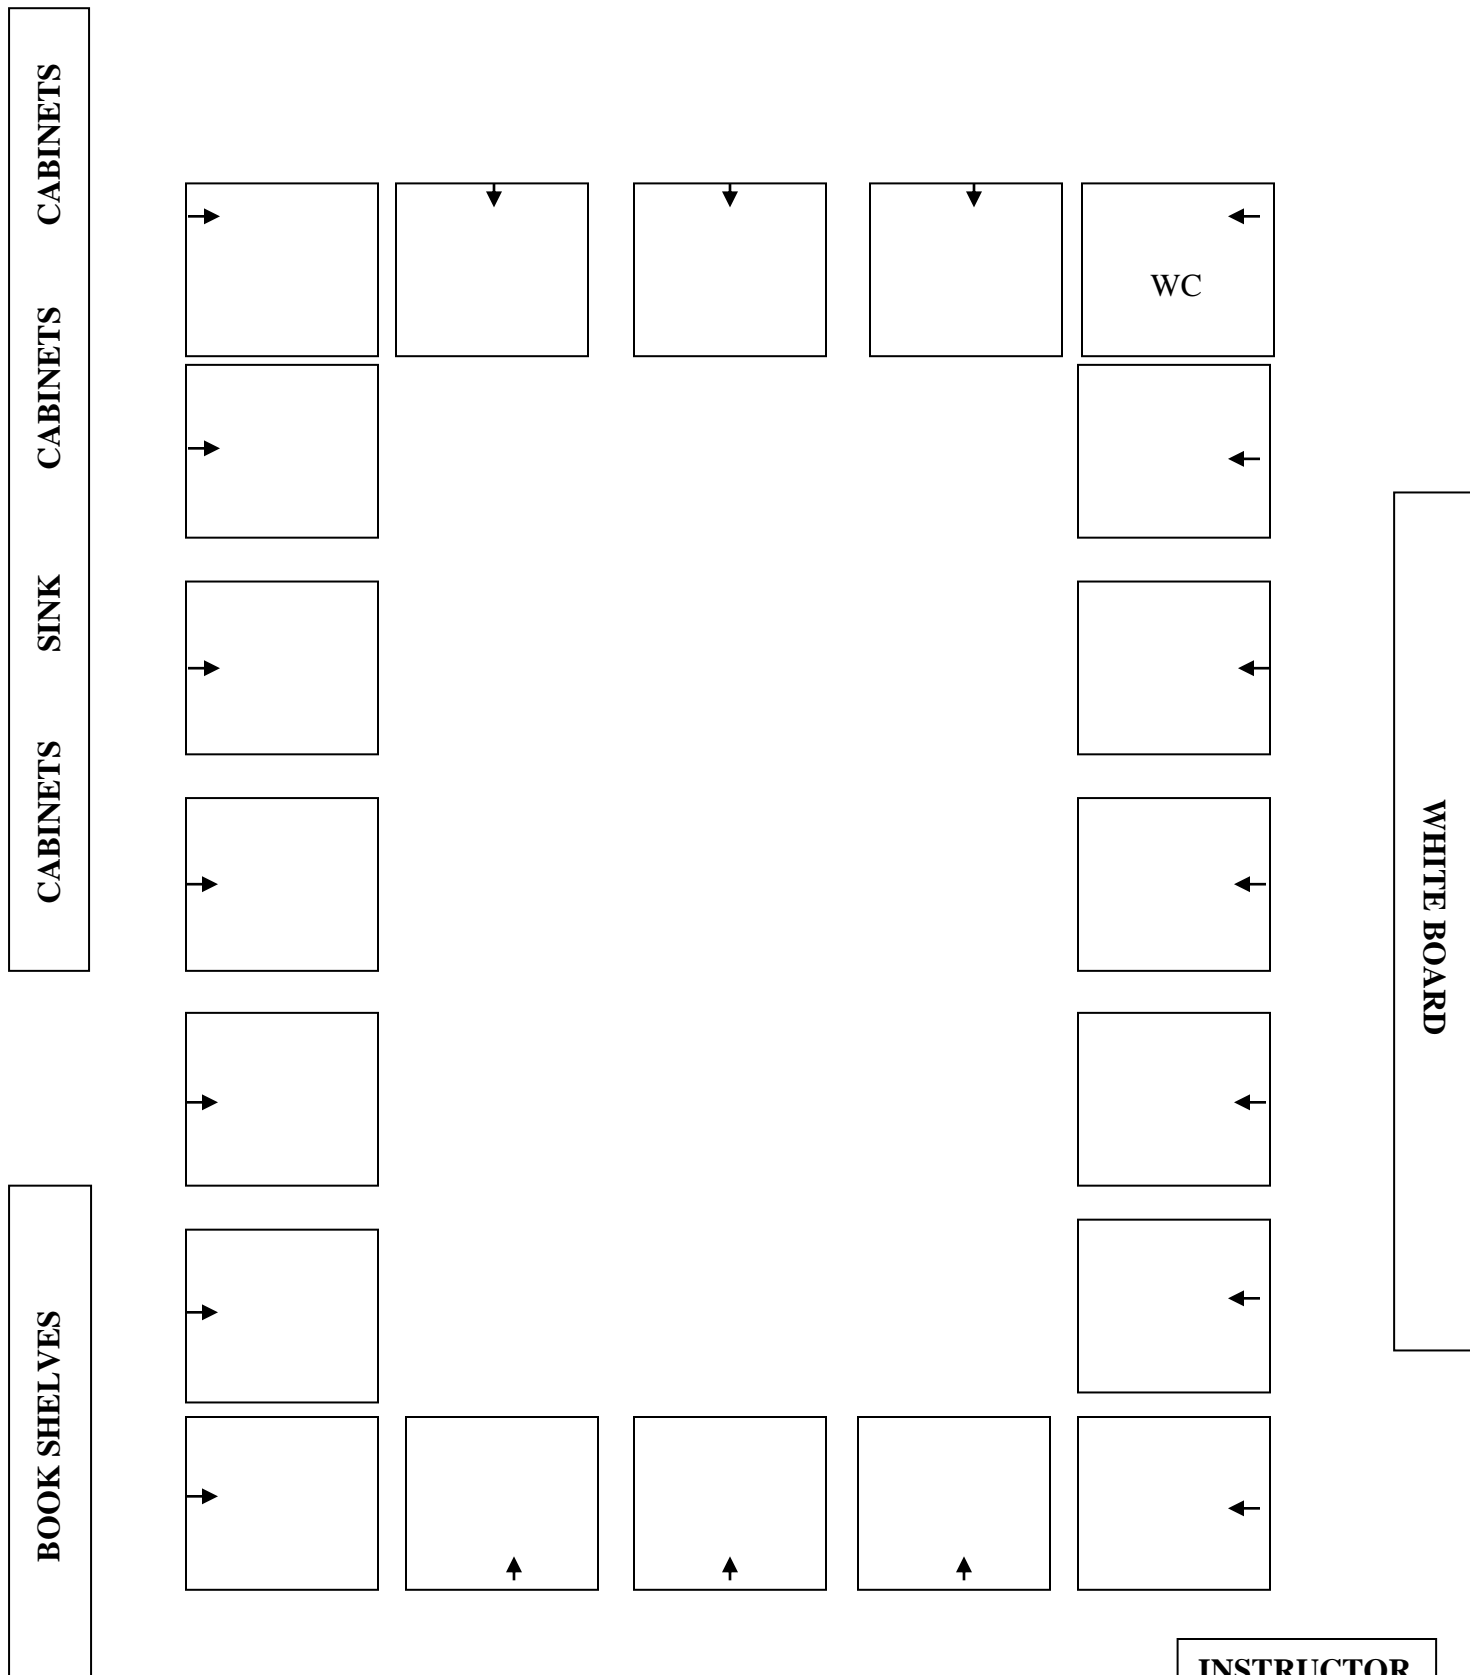 CABINETS
CABINETS
SINK
CABINETS
WC
WHITE BOARD
BOOK SHELVES
INSTRUCTOR